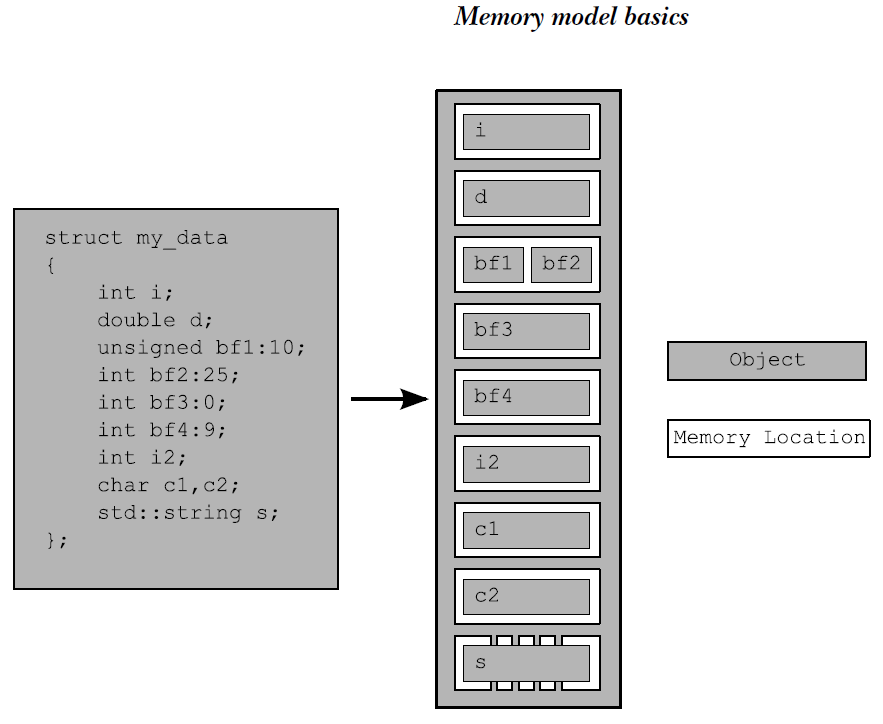 Memory model basics
struct my_data
{
int i;
double d;
unsigned bf1:10;
int bf2:25;
int bf3:0;
int bf4:9;
int i2;
char c1,c2;
std::string s;
};
i
d
bf1 bf2
bf3
bf4
i2
c1
c2
s
Object
Memory Location